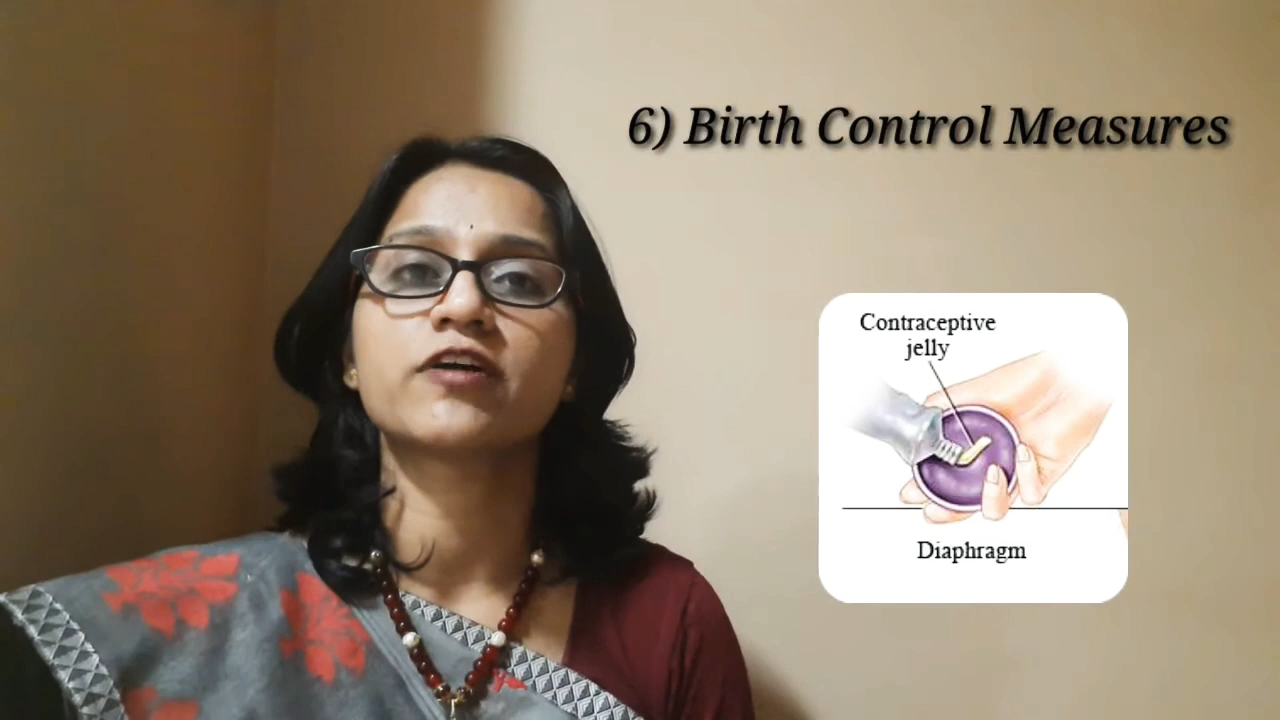 6) Birth Control Measures
Contraceptive
jelly
Diaphragm